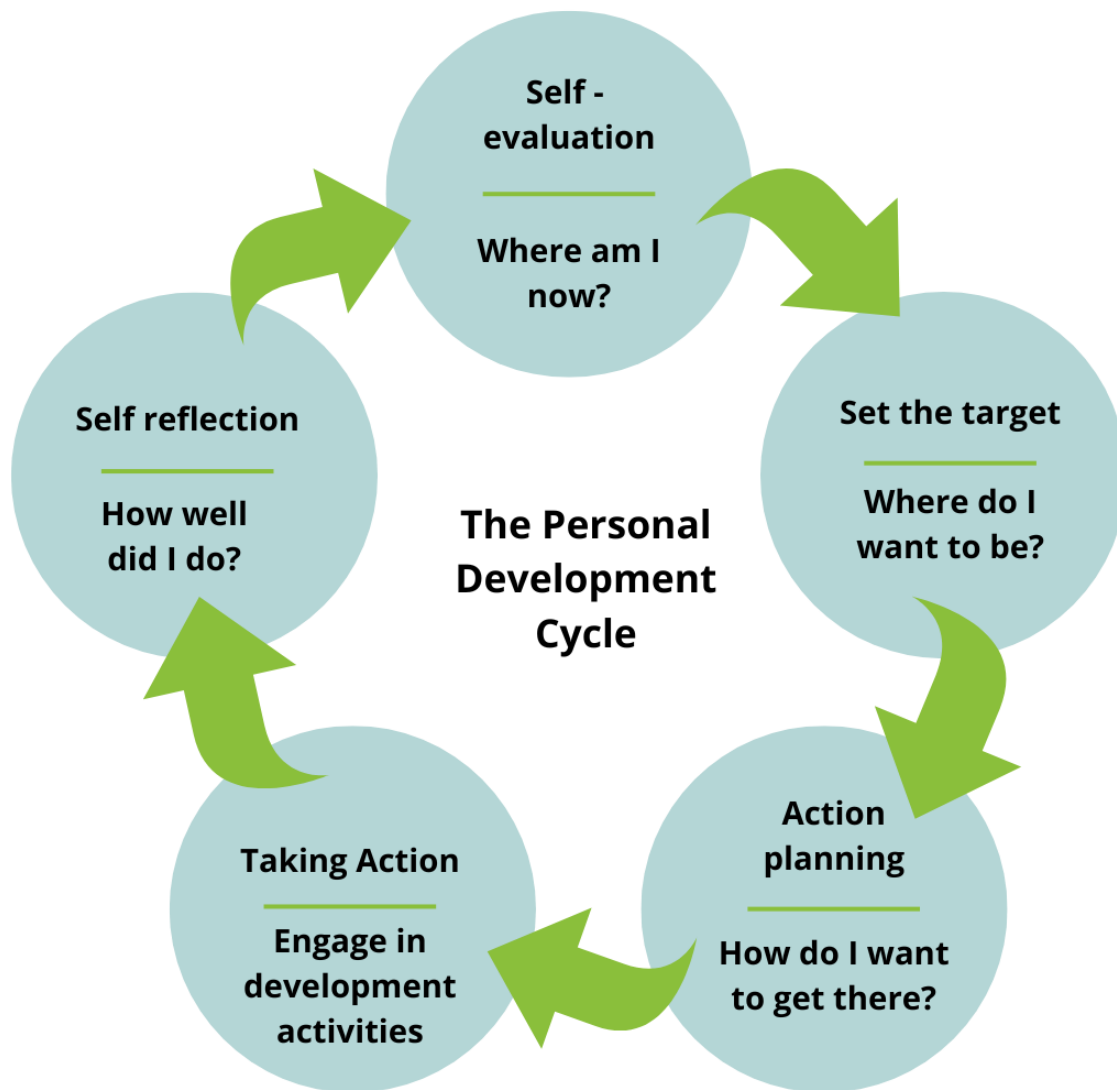 Self -
evaluation
Where am I
now?
Set the target
Where do I
want to be?
Action
planning
How do I want
to get there?
Taking Action
Engage in
development
activities
Self reflection
How well
did I do?
The Personal
Development
Cycle